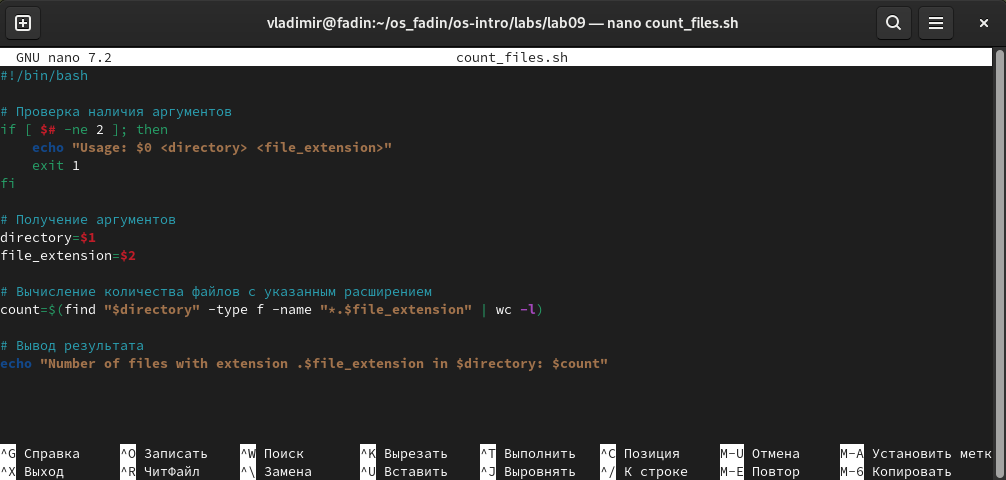 vladimir@fadin:~/os_fadin/os-intro/labs/lab09 — nano count_files.sh
GNU nano 7.2 count_files.sh
#!/bin/bash
# Проверка наличия аргументов
if [ $# -ne 2 ]; then
    echo "Usage: $0 <directory> <file_extension>"
    exit 1
fi
# Получение аргументов
directory=$1
file_extension=$2
# Вычисление количества файлов с указанным расширением
count=$(find "$directory" -type f -name "*.$file_extension" | wc -l)
# Вывод результата
echo "Number of files with extension .$file_extension in $directory: $count"
^G Справка ^O Записать ^W Поиск ^K Вырезать ^T Выполнить ^C Позиция M-U Отмена M-A Установить метк
^X Выход ^R ЧитФайл ^\ Замена ^U Вставить ^J Выровнять ^/ К строке M-E Повтор M-6 Копировать